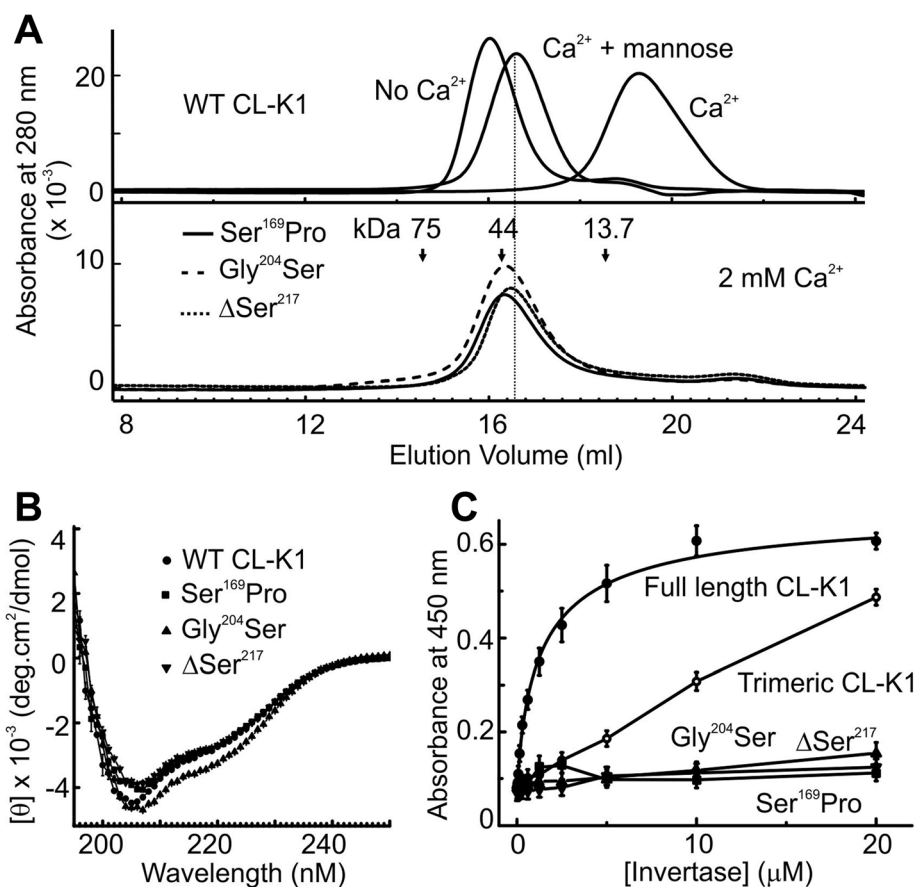 A
Absorbance at 280 nm
(x 10⁻³)
20
0
WT CL-K1
No Ca²⁺
Ca²⁺ + mannose
Ca²⁺
10
0
Ser¹⁶⁹Pro
Gly²⁰⁴Ser
ΔSer²¹⁷
kDa 75 44 13.7
2 mM Ca²⁺
8 12 16 20 24
Elution Volume (ml)
B
[θ] x 10⁻³ (deg.cm²/dmol)
4
2
0
-2
-4
WT CL-K1
Ser¹⁶⁹Pro
Gly²⁰⁴Ser
ΔSer²¹⁷
200 220 240
Wavelength (nM)
C
Absorbance at 450 nm
0.6
0.4
0.2
0
Full length CL-K1
Trimeric CL-K1
Gly²⁰⁴Ser
ΔSer²¹⁷
Ser¹⁶⁹Pro
0 10 20
[Invertase] (μM)